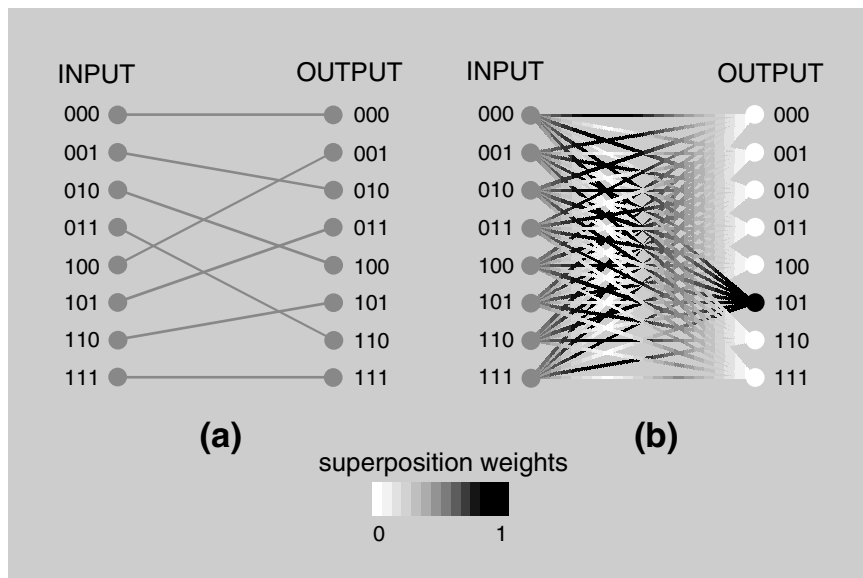 INPUT OUTPUT INPUT OUTPUT
000 000 000 000
001 001 001 001
010 010 010 010
011 011 011 011
100 100 100 100
101 101 101 101
110 110 110 110
111 111 111 111
(a) (b)
superposition weights
0 1